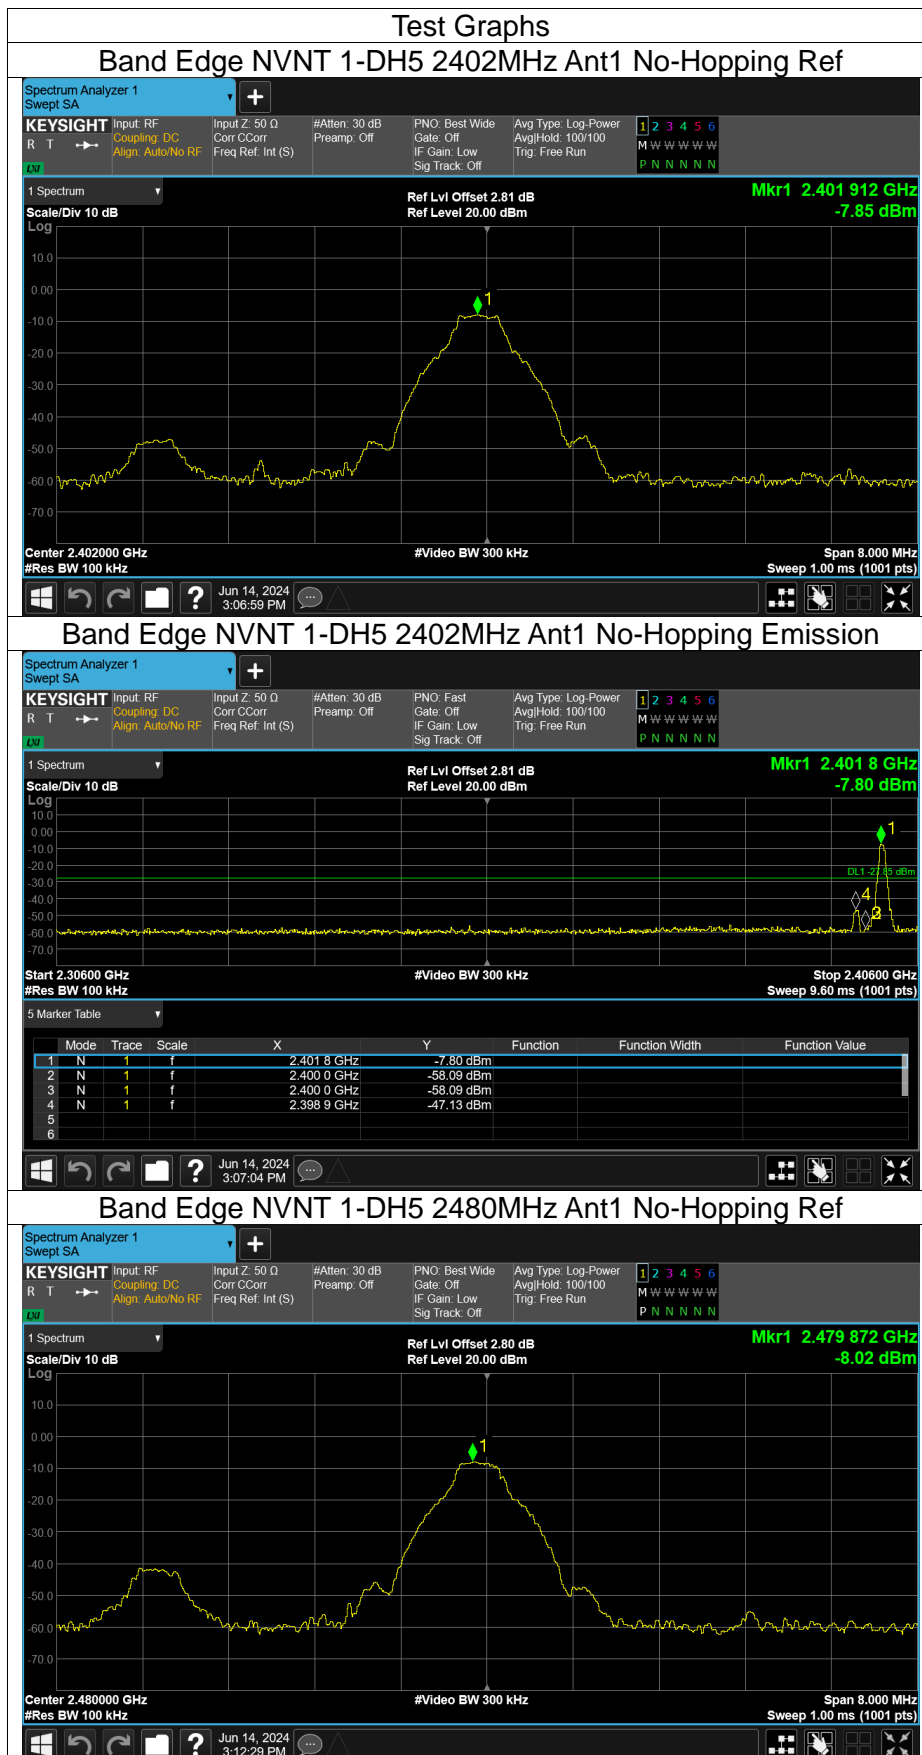 Test Graphs
Band Edge NVNT 1-DH5 2402MHz Ant1 No-Hopping Ref
Spectrum Analyzer 1
Swept SA
+
KEYSIGHT Input: RF Input Z: 50 Ω #Atten: 30 dB PNO: Best Wide Avg Type: Log-Power 1 2 3 4 5 6
R T Coupling: DC Corr CCorr Preamp: Off Gate: Off Avg|Hold: 100/100 M W W W W W
Align: Auto/No RF Freq Ref: Int (S) IF Gain: Low Trig: Free Run
LXI Sig Track: Off P N N N N N
1 Spectrum Ref Lvl Offset 2.81 dB Mkr1 2.401 912 GHz
Scale/Div 10 dB Ref Level 20.00 dBm -7.85 dBm
Log
10.0
0.00
1
-10.0
-20.0
-30.0
-40.0
-50.0
-60.0
-70.0
Center 2.402000 GHz #Video BW 300 kHz Span 8.000 MHz
#Res BW 100 kHz Sweep 1.00 ms (1001 pts)
? Jun 14, 2024
3:06:59 PM
Band Edge NVNT 1-DH5 2402MHz Ant1 No-Hopping Emission
Spectrum Analyzer 1
Swept SA
+
KEYSIGHT Input: RF Input Z: 50 Ω #Atten: 30 dB PNO: Fast Avg Type: Log-Power 1 2 3 4 5 6
R T Coupling: DC Corr CCorr Preamp: Off Gate: Off Avg|Hold: 100/100 M W W W W W
Align: Auto/No RF Freq Ref: Int (S) IF Gain: Low Trig: Free Run
LXI Sig Track: Off P N N N N N
1 Spectrum Ref Lvl Offset 2.81 dB Mkr1 2.401 8 GHz
Scale/Div 10 dB Ref Level 20.00 dBm -7.80 dBm
Log
10.0
0.00 1
-10.0
-20.0
DL1 -27.85 dBm
-30.0
-40.0 4
-50.0
-60.0
-70.0
Start 2.30600 GHz #Video BW 300 kHz Stop 2.40600 GHz
#Res BW 100 kHz Sweep 9.60 ms (1001 pts)
5 Marker Table
Mode Trace Scale X Y Function Function Width Function Value
1 N 1 f 2.401 8 GHz -7.80 dBm
2 N 1 f 2.400 0 GHz -58.09 dBm
3 N 1 f 2.400 0 GHz -58.09 dBm
4 N 1 f 2.398 9 GHz -47.13 dBm
5
6
? Jun 14, 2024
3:07:04 PM
Band Edge NVNT 1-DH5 2480MHz Ant1 No-Hopping Ref
Spectrum Analyzer 1
Swept SA
+
KEYSIGHT Input: RF Input Z: 50 Ω #Atten: 30 dB PNO: Best Wide Avg Type: Log-Power 1 2 3 4 5 6
R T Coupling: DC Corr CCorr Preamp: Off Gate: Off Avg|Hold: 100/100 M W W W W W
Align: Auto/No RF Freq Ref: Int (S) IF Gain: Low Trig: Free Run
LXI Sig Track: Off P N N N N N
1 Spectrum Ref Lvl Offset 2.80 dB Mkr1 2.479 872 GHz
Scale/Div 10 dB Ref Level 20.00 dBm -8.02 dBm
Log
10.0
0.00
1
-10.0
-20.0
-30.0
-40.0
-50.0
-60.0
-70.0
Center 2.480000 GHz #Video BW 300 kHz Span 8.000 MHz
#Res BW 100 kHz Sweep 1.00 ms (1001 pts)
? Jun 14, 2024
3:12:29 PM